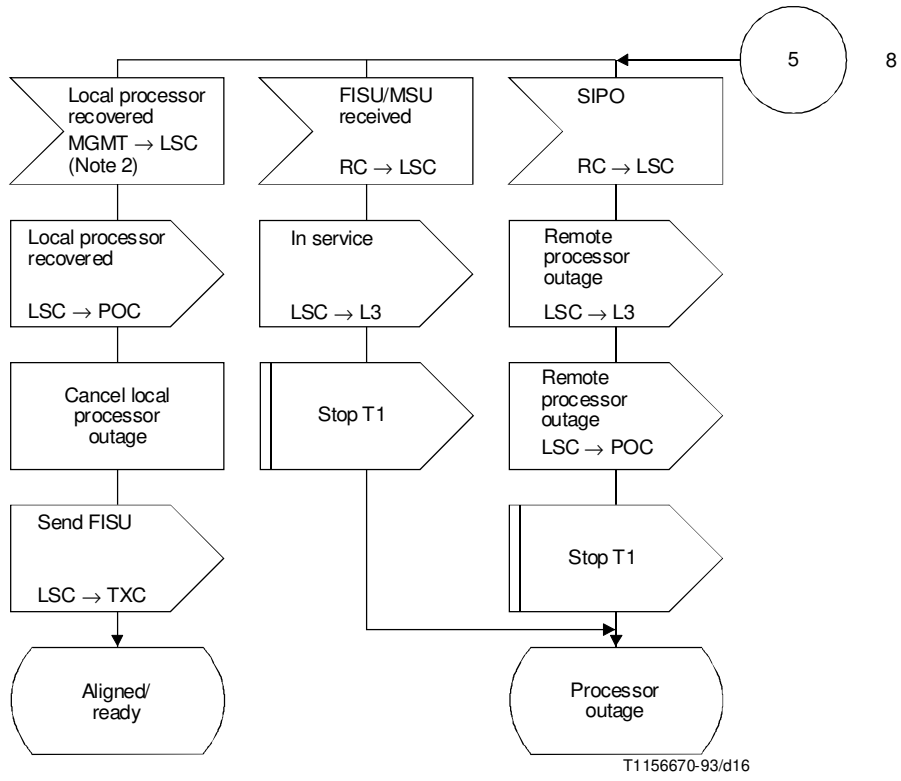 5
8
Local processor
recovered
MGMT → LSC
(Note 2)
FISU/MSU
received
RC → LSC
SIPO
RC → LSC
Local processor
recovered
LSC → POC
In service
LSC → L3
Remote
processor
outage
LSC → L3
Cancel local
processor
outage
Stop T1
Remote
processor
outage
LSC → POC
Send FISU
LSC → TXC
Stop T1
Aligned/
ready
Processor
outage
T1156670-93/d16